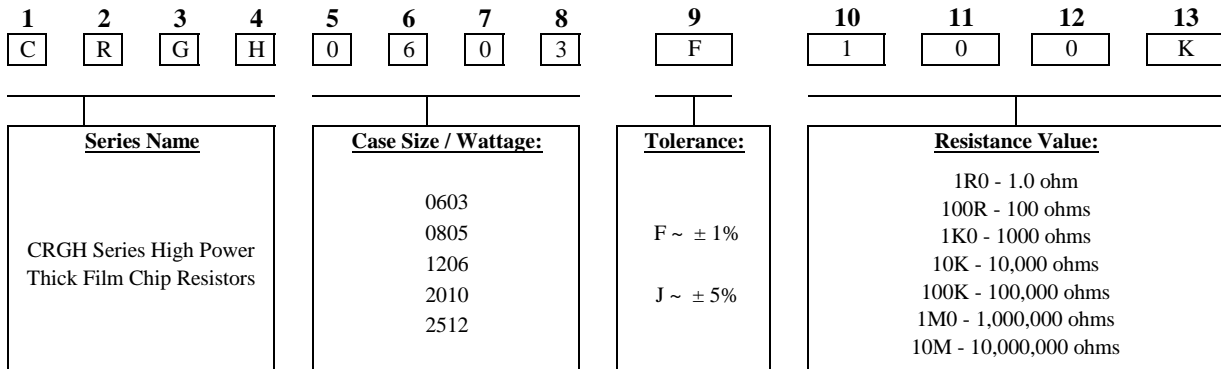 1 2 3 4 5 6 7 8 9 10 11 12 13
C R G H 0 6 0 3 F 1 0 0 K
Series Name
CRGH Series High Power
Thick Film Chip Resistors
Case Size / Wattage:
0603
0805
1206
2010
2512
Tolerance:
F ~ ± 1%
J ~ ± 5%
Resistance Value:
1R0 - 1.0 ohm
100R - 100 ohms
1K0 - 1000 ohms
10K - 10,000 ohms
100K - 100,000 ohms
1M0 - 1,000,000 ohms
10M - 10,000,000 ohms